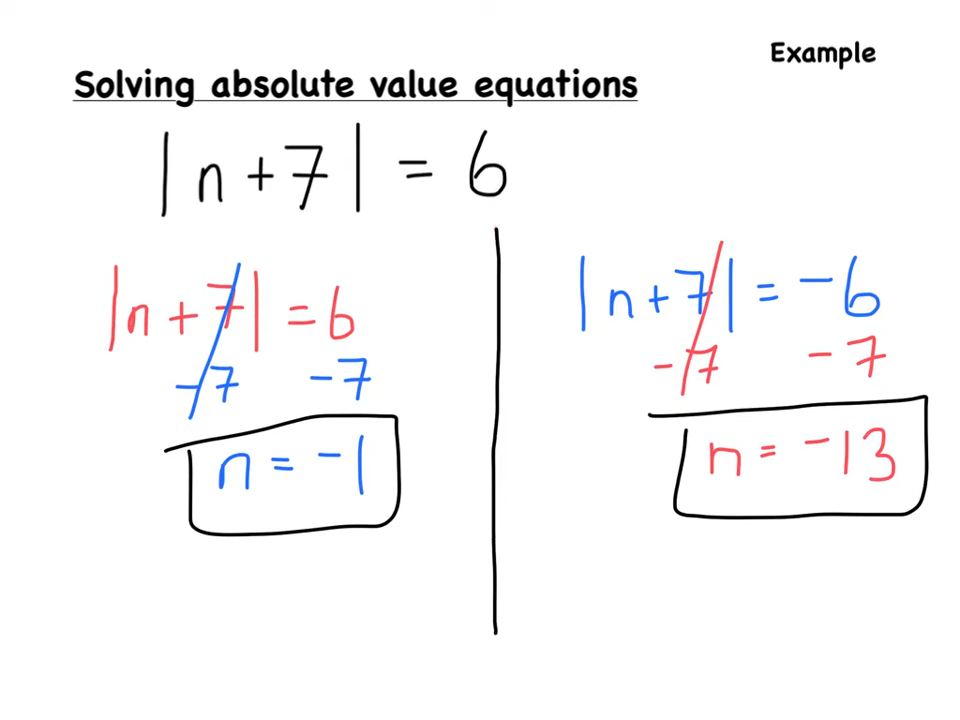 Example
Solving absolute value equations
|n+7| = 6
|n+7| = 6
-7 -7
n = -1
|n+7| = -6
-7 -7
n = -13